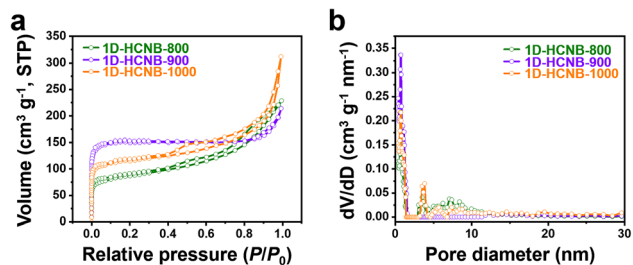 a
1D-HCNB-800
1D-HCNB-900
1D-HCNB-1000
Volume (cm³ g⁻¹, STP)
350
300
250
200
150
100
50
0
0.0 0.2 0.4 0.6 0.8 1.0
Relative pressure (P/P₀)
b
1D-HCNB-800
1D-HCNB-900
1D-HCNB-1000
dV/dD (cm³ g⁻¹ nm⁻¹)
0.35
0.30
0.25
0.20
0.15
0.10
0.05
0.00
0 10 20 30
Pore diameter (nm)